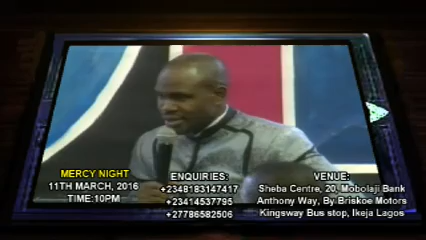 MERCY NIGHT
11TH MARCH, 2016
TIME:10PM
ENQUIRIES:
+2348183147417
+23414537795
+27786582506
VENUE:
Sheba Centre, 20, Mobolaji Bank
Anthony Way, By Briskoe Motors
Kingsway Bus stop, Ikeja Lagos